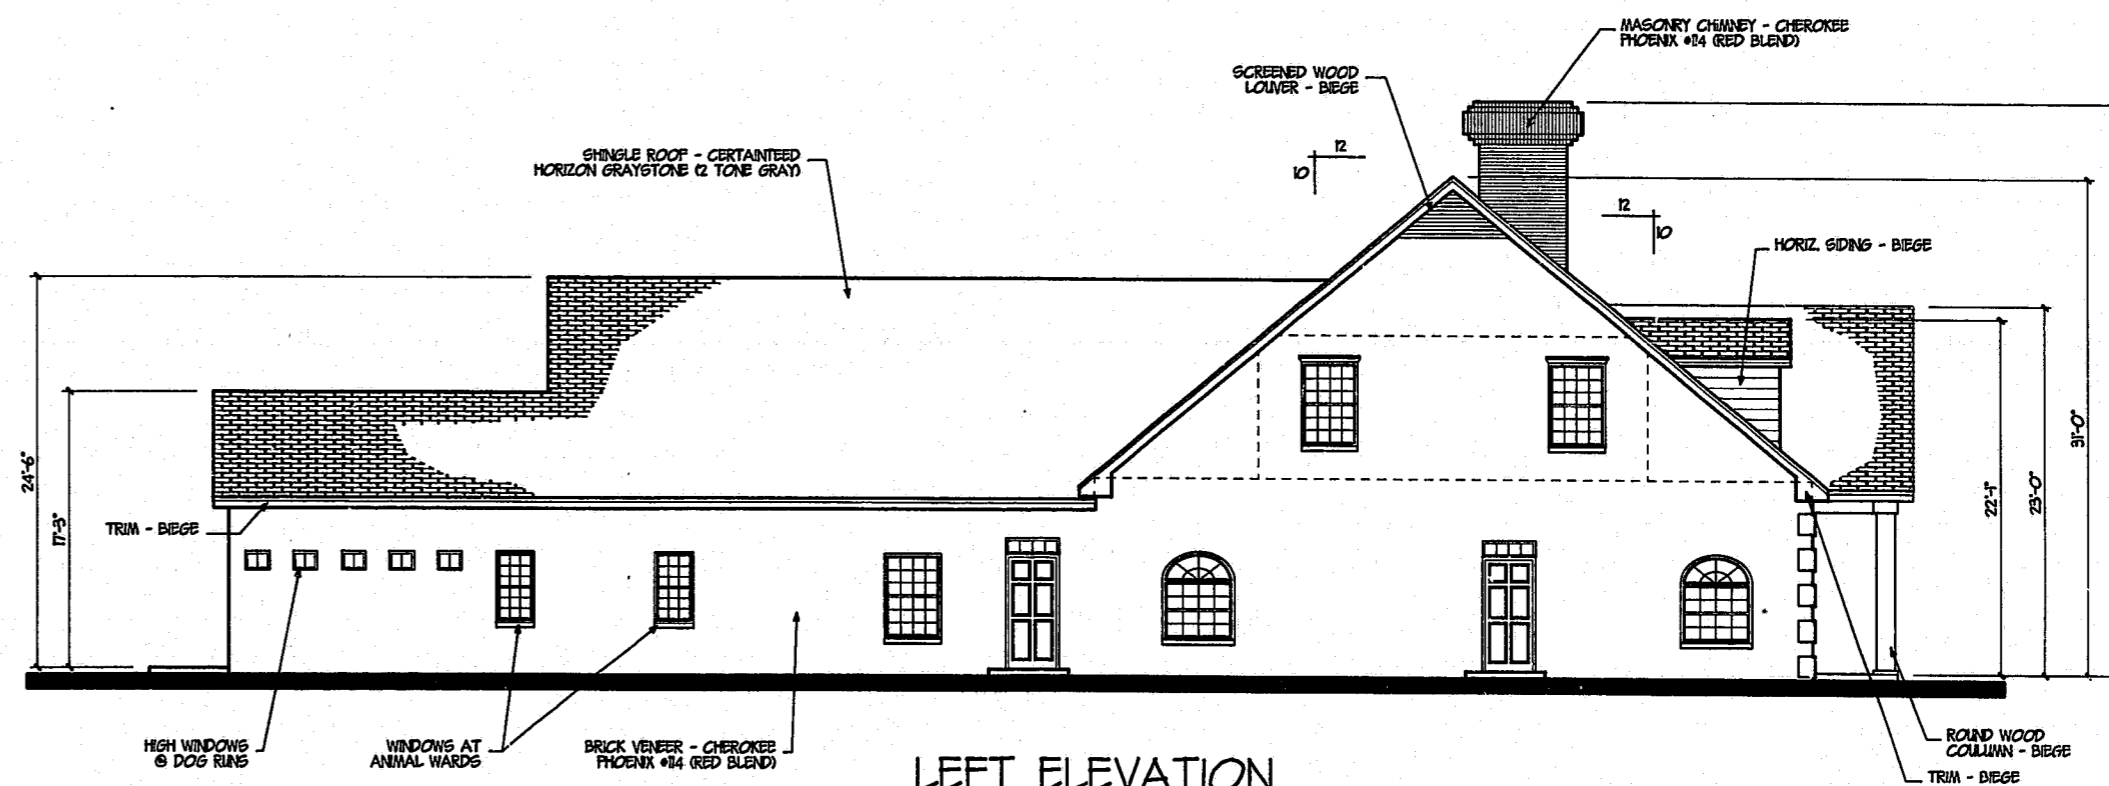 MASONRY CHIMNEY - CHEROKEE
PHOENIX #114 (RED BLEND)
SCREENED WOOD
LOUVER - BIEGE
SHINGLE ROOF - CERTAINTEED
HORIZON GRAYSTONE (2 TONE GRAY)
12
10
12
10
HORIZ. SIDING - BIEGE
24'-6"
17'-3"
TRIM - BIEGE
22'-1"
23'-0"
31'-0"
HIGH WINDOWS
@ DOG RUNS
WINDOWS AT
ANIMAL WARDS
BRICK VENEER - CHEROKEE
PHOENIX #114 (RED BLEND)
LEFT ELEVATION
ROUND WOOD
COULUMN - BIEGE
TRIM - BIEGE